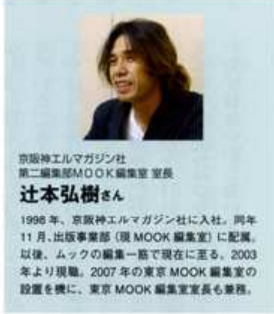 京阪神エルマガジン社
第二編集部MOOK編集室 室長
辻本弘樹さん
1998年、京阪神エルマガジン社に入社。同年
11月、出版事業部(現MOOK編集室)に配属。
以後、ムックの編集一筋で現在に至る。2003
年より現職。2007年の東京MOOK編集室の
設置を機に、東京MOOK編集室室長も兼務。